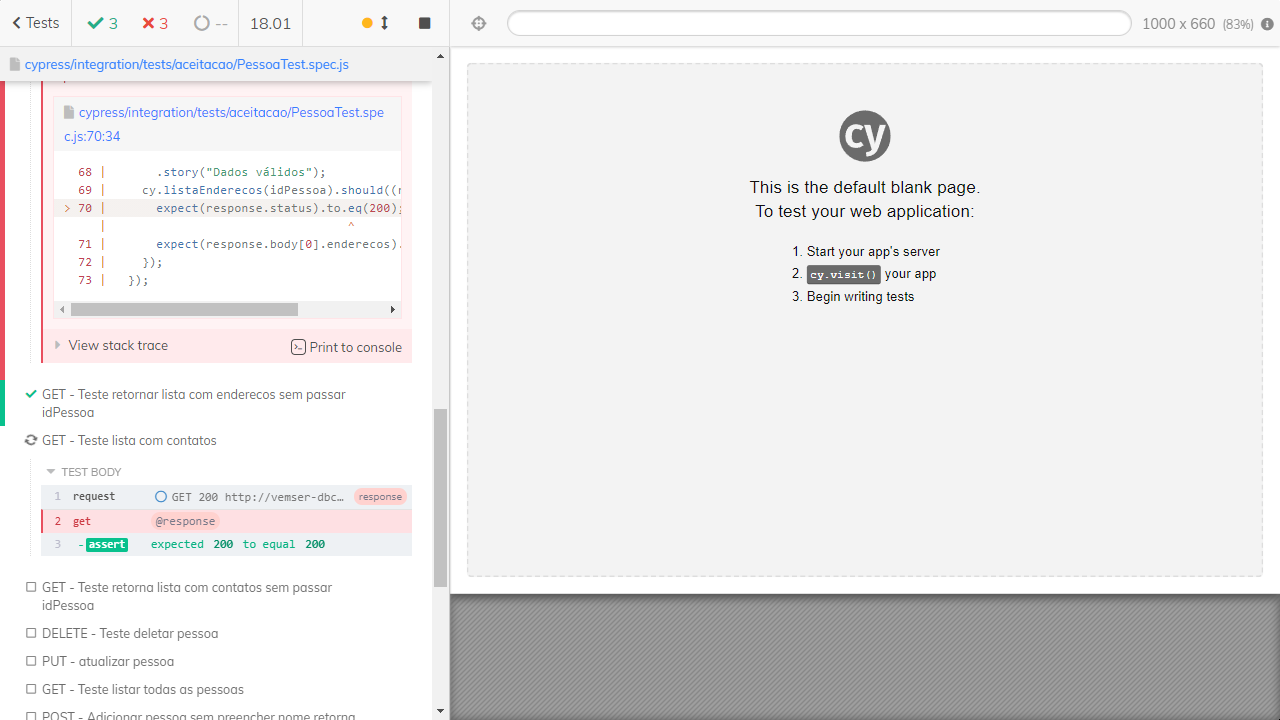 Tests 3 3 -- 18.01
1000 x 660 (83%)
cypress/integration/tests/aceitacao/PessoaTest.spec.js
cypress/integration/tests/aceitacao/PessoaTest.spe
c.js:70:34
68 | .story("Dados válidos");
69 | cy.listaEnderecos(idPessoa).should((
> 70 | expect(response.status).to.eq(200);
| ^
71 | expect(response.body[0].enderecos).
72 | });
73 | });
View stack trace
Print to console
GET - Teste retornar lista com enderecos sem passar
idPessoa
GET - Teste lista com contatos
TEST BODY
1 request GET 200 http://vemser-dbc... response
2 get @response
3 -assert expected 200 to equal 200
GET - Teste retorna lista com contatos sem passar
idPessoa
DELETE - Teste deletar pessoa
PUT - atualizar pessoa
GET - Teste listar todas as pessoas
POST - Adicionar pessoa sem preencher nome retorna
cy
This is the default blank page.
To test your web application:
1. Start your app's server
2. cy.visit() your app
3. Begin writing tests